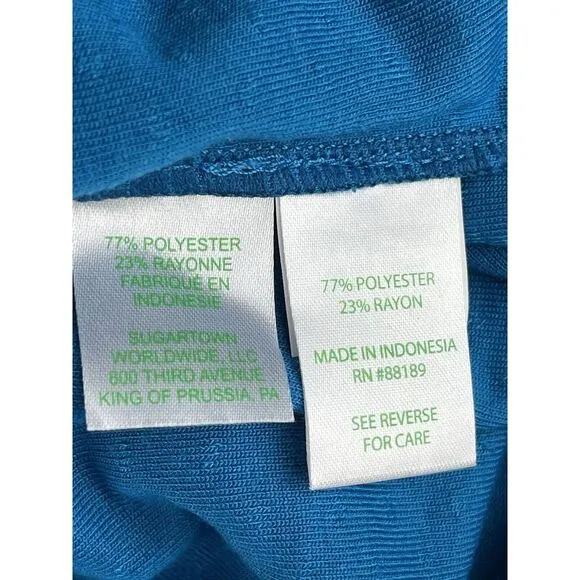 77% POLYESTER
23% RAYONNE
FABRIQUÉ EN
INDONESIE
SUGARTOWN
WORLDWIDE, LLC
800 THIRD AVENUE
KING OF PRUSSIA, PA
77% POLYESTER
23% RAYON
MADE IN INDONESIA
RN #88189
SEE REVERSE
FOR CARE